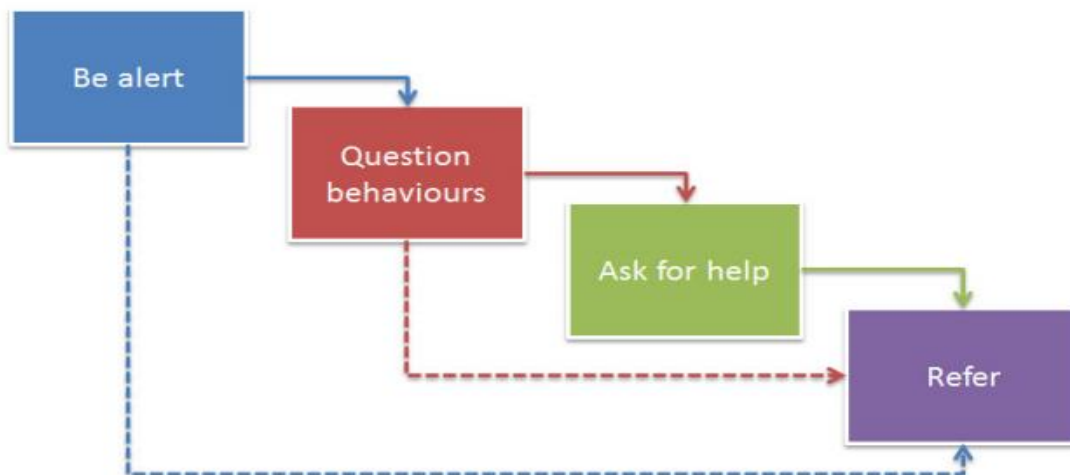 Be alert
Question
behaviours
Ask for help
Refer